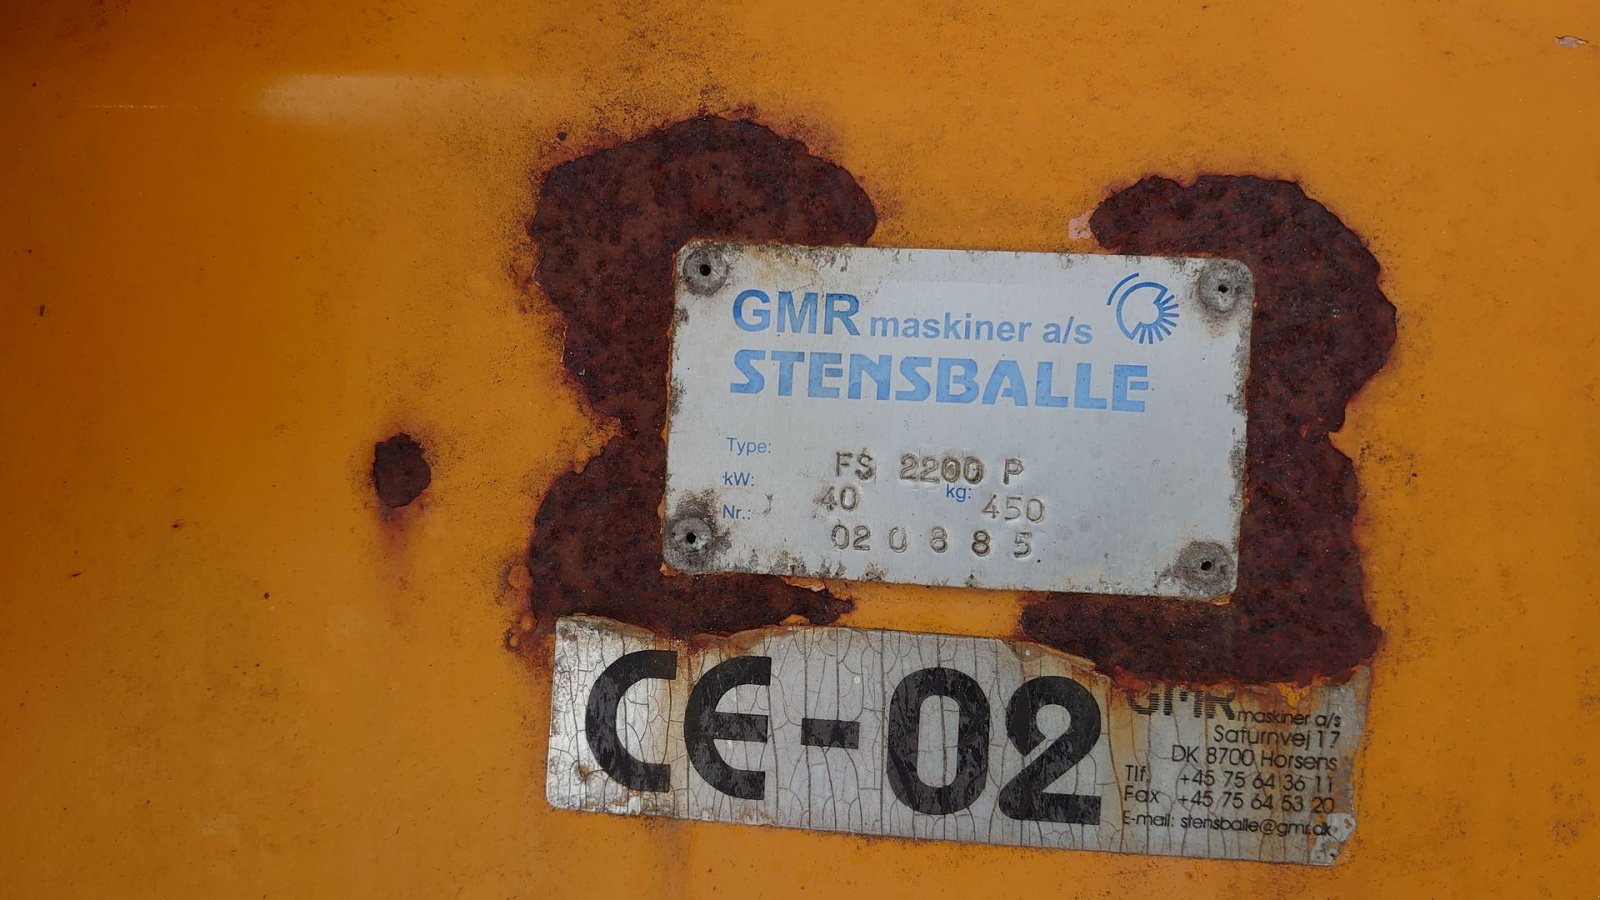 GMR maskiner a/s
STENSBALLE
Type: FS 2200 P
kW: 40 kg: 450
Nr.: 020885
CE-02
GMR maskiner a/s
Saturnvej 17
DK 8700 Horsens
Tlf. +45 75 64 36 11
Fax +45 75 64 53 20
E-mail: stensballe@gmr.dk